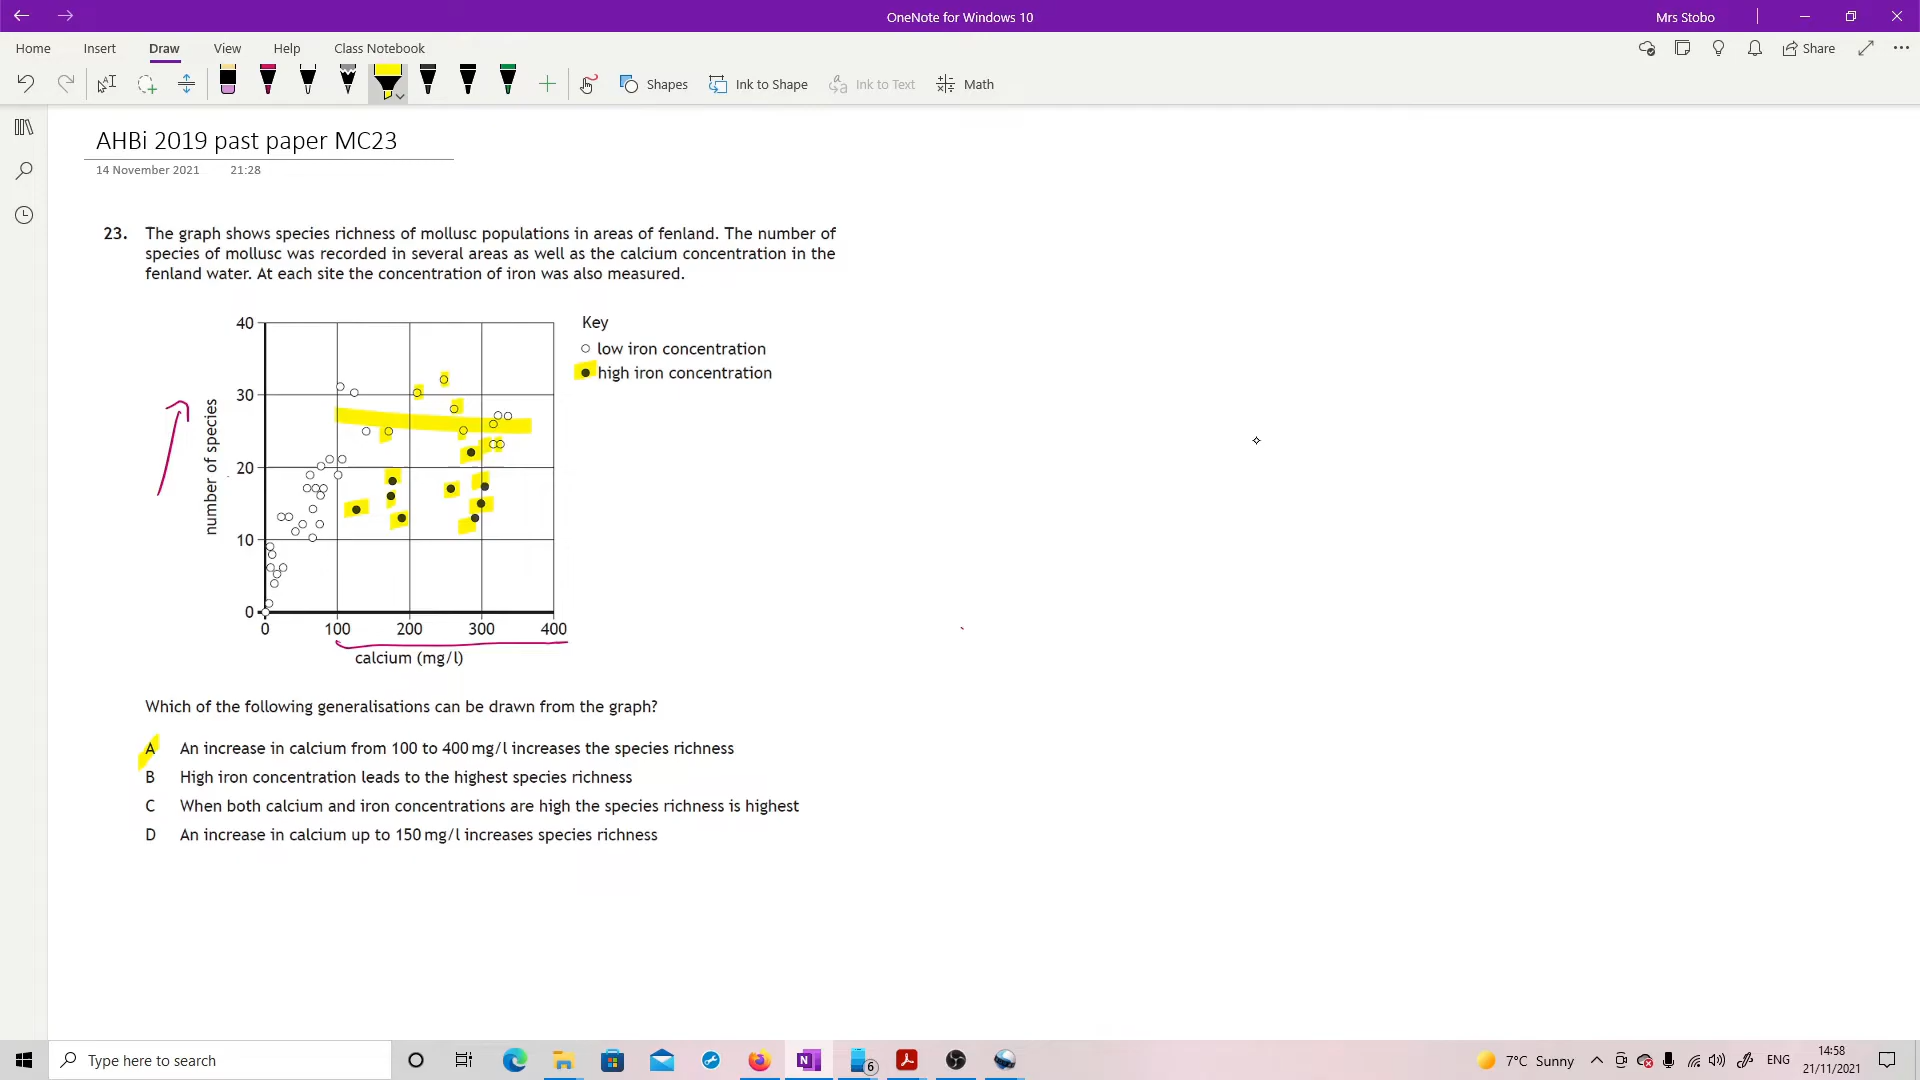 OneNote for Windows 10
Mrs Stobo
Home Insert Draw View Help Class Notebook
Share
Shapes Ink to Shape Ink to Text Math
AHBi 2019 past paper MC23
14 November 2021 21:28
23. The graph shows species richness of mollusc populations in areas of fenland. The number of
species of mollusc was recorded in several areas as well as the calcium concentration in the
fenland water. At each site the concentration of iron was also measured.
40
30
20
10
0
number of species
0 100 200 300 400
calcium (mg/l)
Key
low iron concentration
high iron concentration
Which of the following generalisations can be drawn from the graph?
A An increase in calcium from 100 to 400 mg/l increases the species richness
B High iron concentration leads to the highest species richness
C When both calcium and iron concentrations are high the species richness is highest
D An increase in calcium up to 150 mg/l increases species richness
Type here to search
6
7°C Sunny
ENG
14:58
21/11/2021